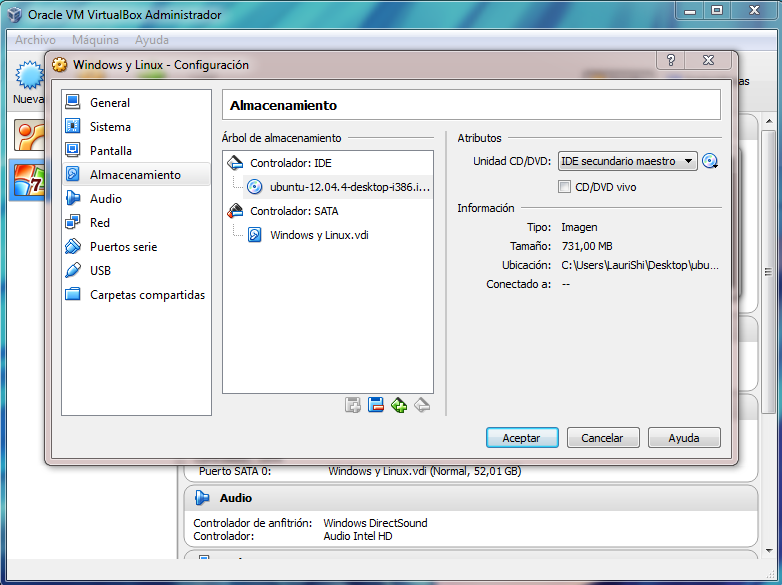 Oracle VM VirtualBox Administrador
Archivo Máquina Ayuda
Nueva
Windows y Linux - Configuración
General
Sistema
Pantalla
Almacenamiento
Audio
Red
Puertos serie
USB
Carpetas compartidas
Almacenamiento
Árbol de almacenamiento
Controlador: IDE
ubuntu-12.04.4-desktop-i386.i...
Controlador: SATA
Windows y Linux.vdi
Atributos
Unidad CD/DVD: IDE secundario maestro
CD/DVD vivo
Información
Tipo: Imagen
Tamaño: 731,00 MB
Ubicación: C:\Users\LauriShi\Desktop\ubu...
Conectado a: --
Aceptar Cancelar Ayuda
Puerto SATA 0: Windows y Linux.vdi (Normal, 52,01 GB)
Audio
Controlador de anfitrión: Windows DirectSound
Controlador: Audio Intel HD